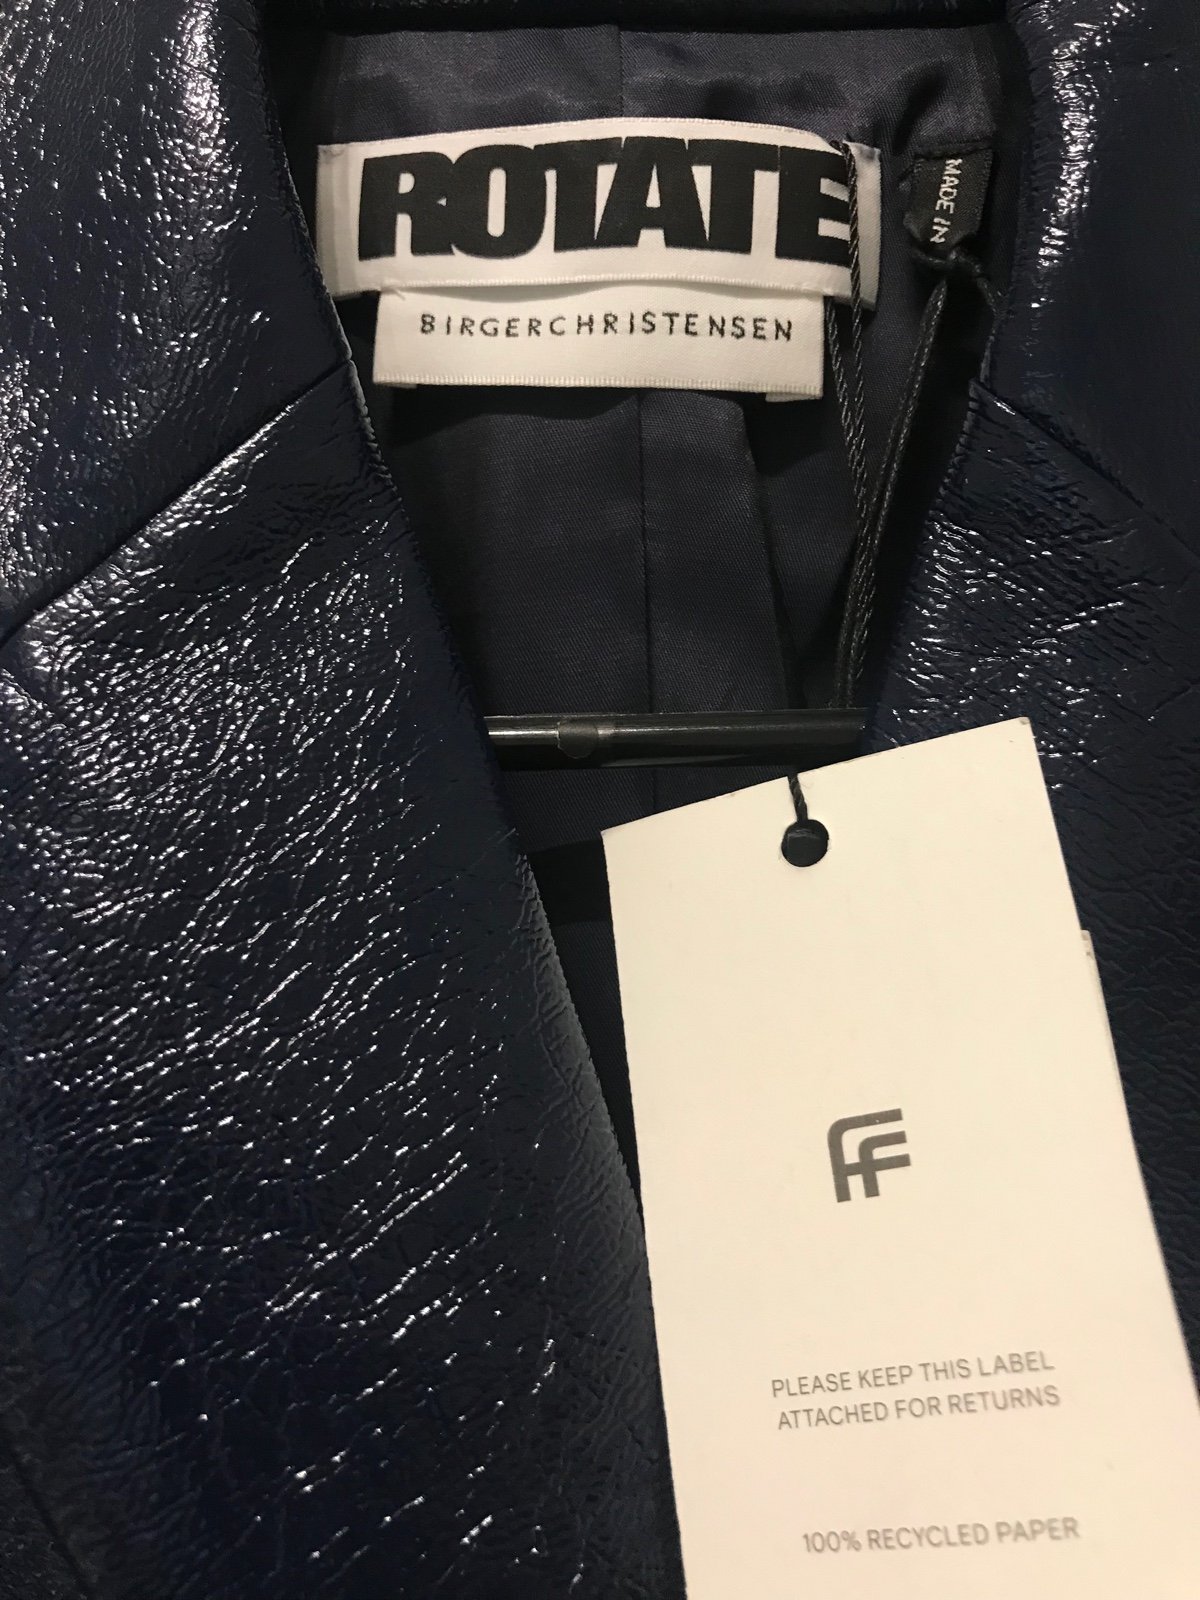 ROTATE
BIRGERCHRISTENSEN
MADE IN
FF
PLEASE KEEP THIS LABEL
ATTACHED FOR RETURNS
100% RECYCLED PAPER